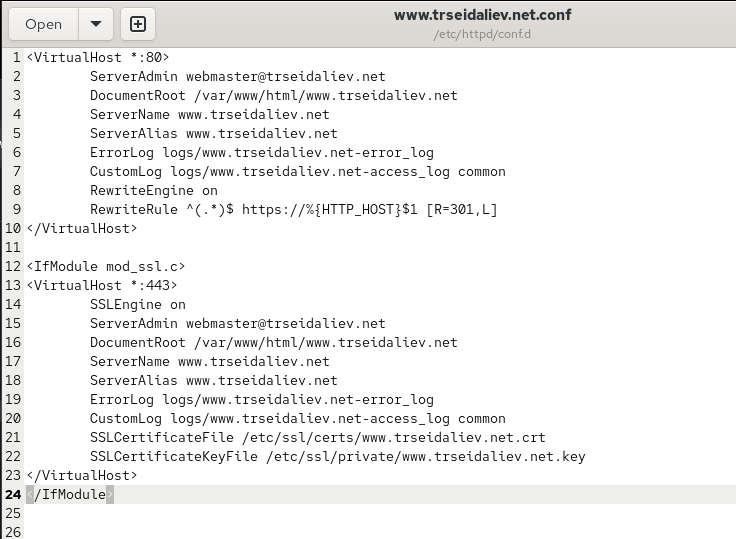 Open
www.trseidaliev.net.conf
/etc/httpd/conf.d
1 <VirtualHost *:80>
2 ServerAdmin webmaster@trseidaliev.net
3 DocumentRoot /var/www/html/www.trseidaliev.net
4 ServerName www.trseidaliev.net
5 ServerAlias www.trseidaliev.net
6 ErrorLog logs/www.trseidaliev.net-error_log
7 CustomLog logs/www.trseidaliev.net-access_log common
8 RewriteEngine on
9 RewriteRule ^(.*)$ https://%{HTTP_HOST}$1 [R=301,L]
10 </VirtualHost>
11
12 <IfModule mod_ssl.c>
13 <VirtualHost *:443>
14 SSLEngine on
15 ServerAdmin webmaster@trseidaliev.net
16 DocumentRoot /var/www/html/www.trseidaliev.net
17 ServerName www.trseidaliev.net
18 ServerAlias www.trseidaliev.net
19 ErrorLog logs/www.trseidaliev.net-error_log
20 CustomLog logs/www.trseidaliev.net-access_log common
21 SSLCertificateFile /etc/ssl/certs/www.trseidaliev.net.crt
22 SSLCertificateKeyFile /etc/ssl/private/www.trseidaliev.net.key
23 </VirtualHost>
24 </IfModule>
25
26